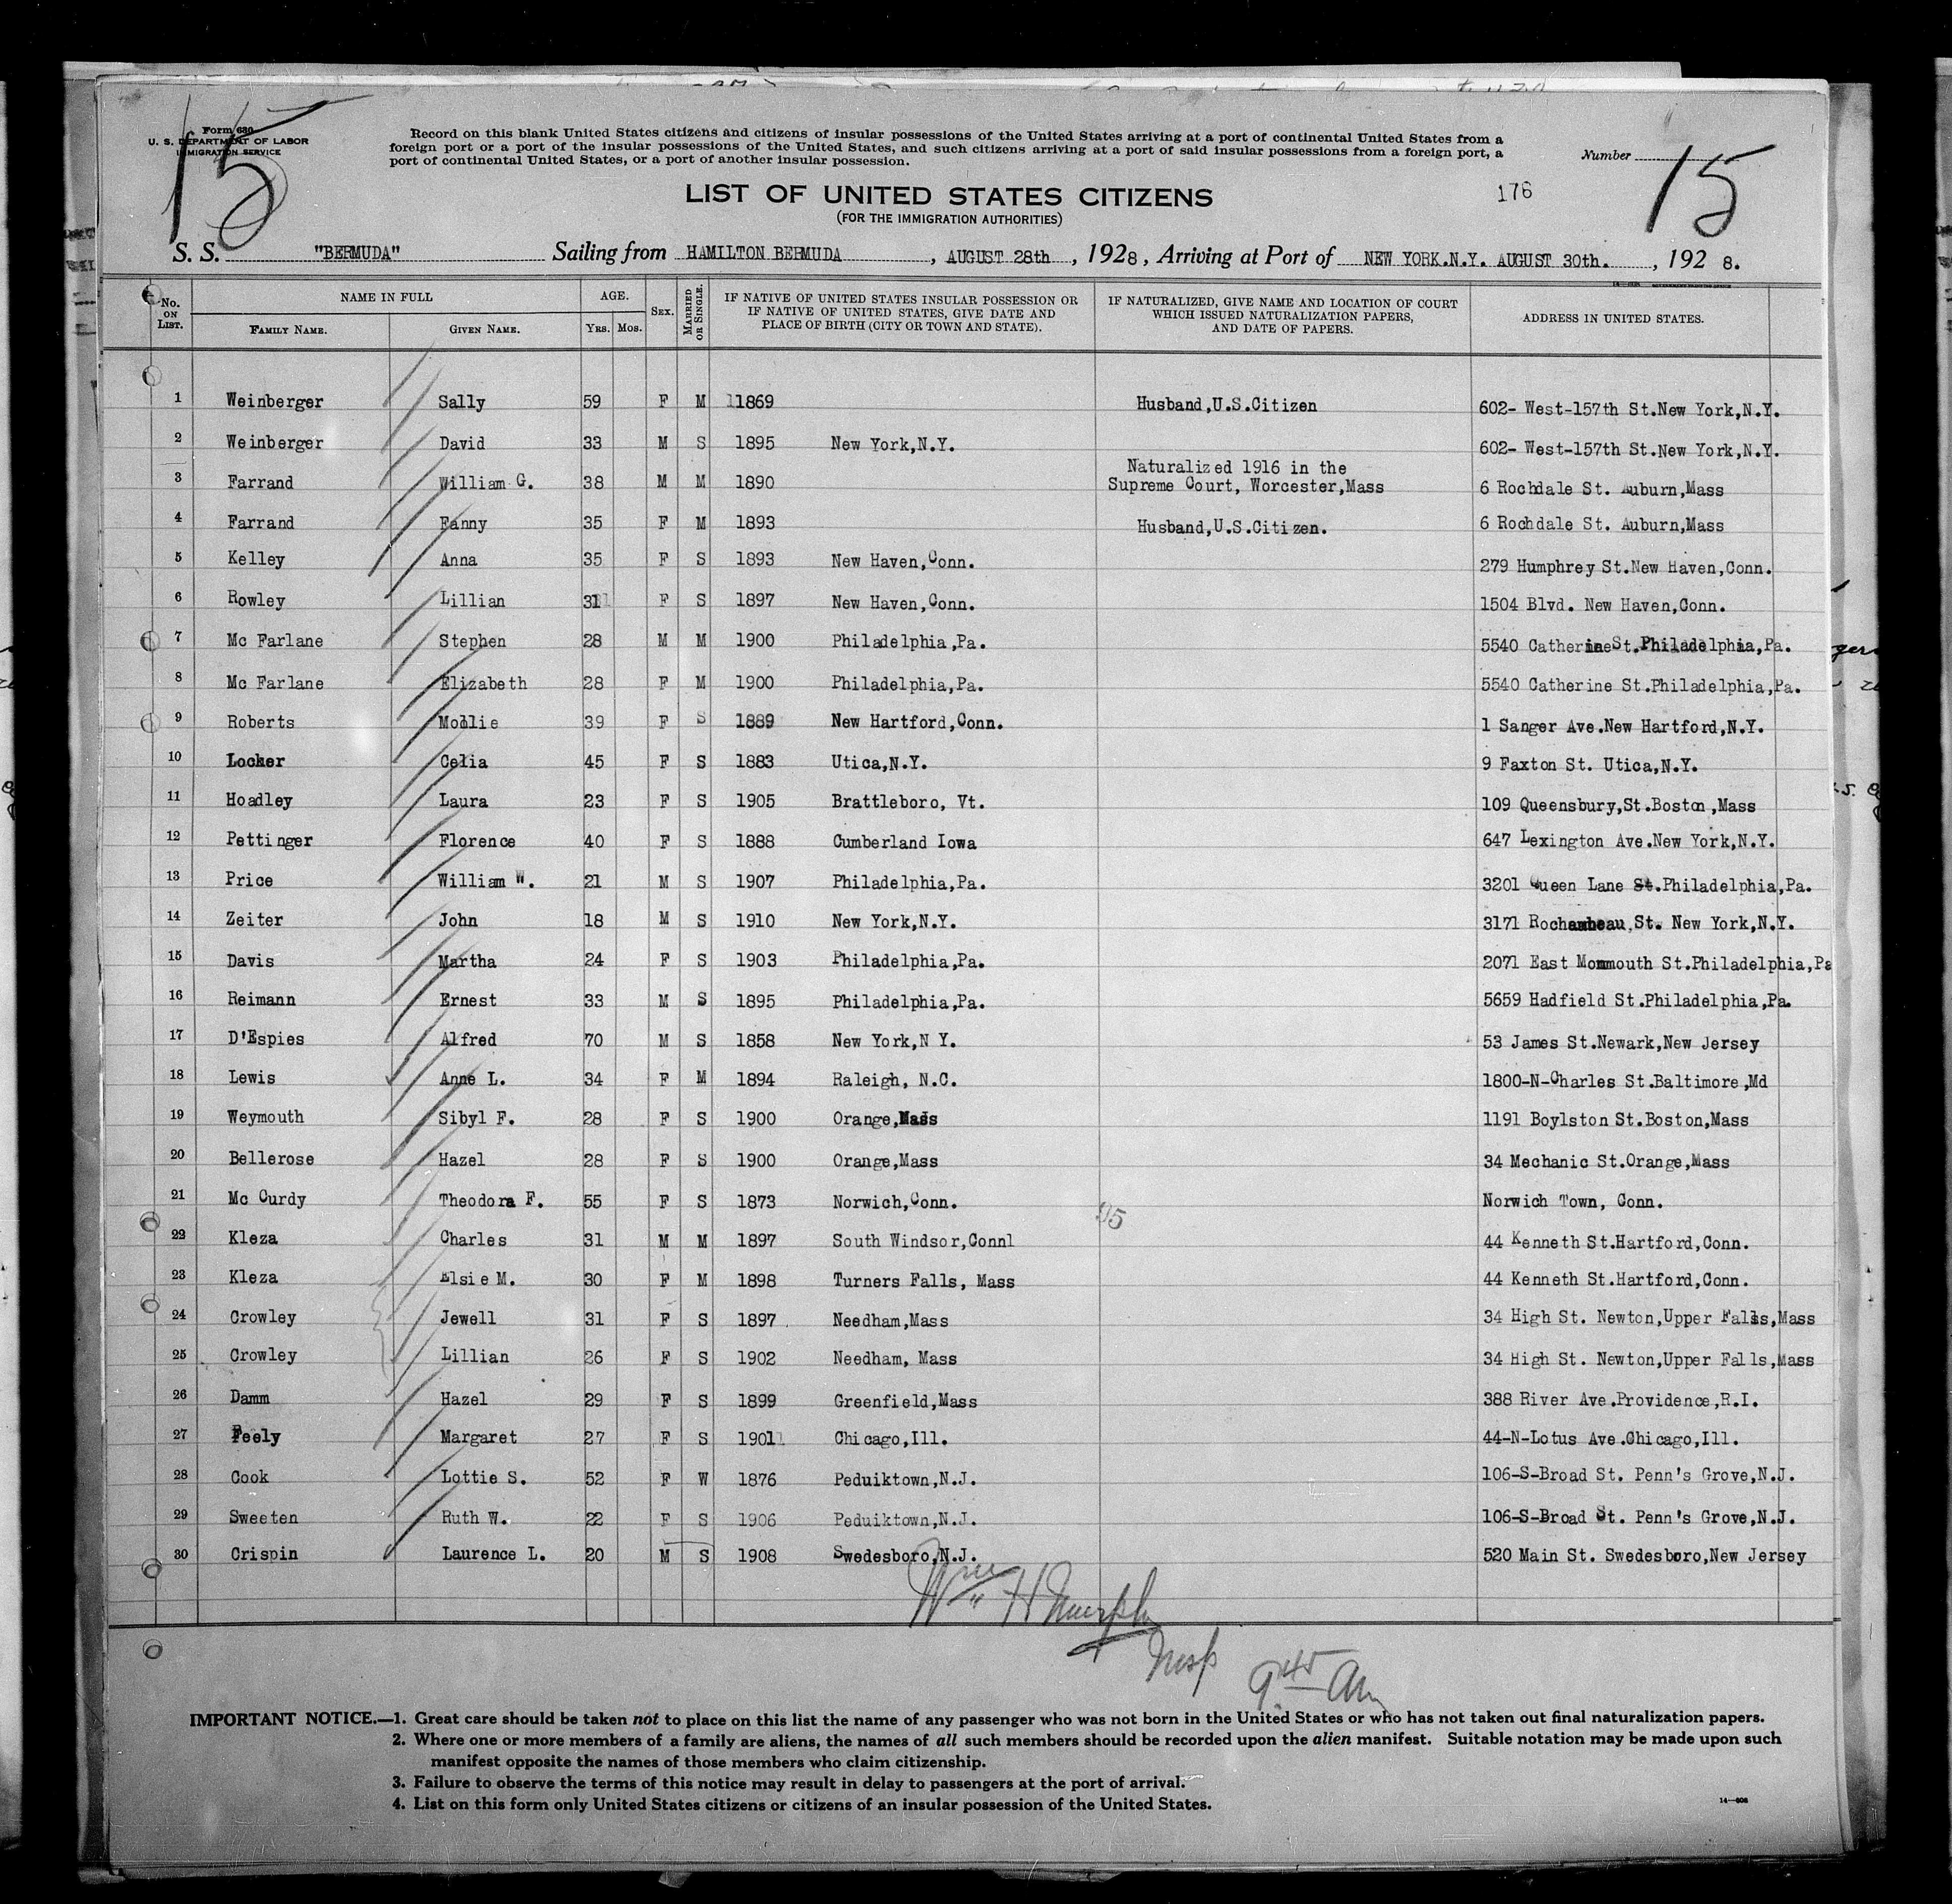 15
Form 680
U. S. DEPARTMENT OF LABOR
IMMIGRATION SERVICE
Record on this blank United States citizens and citizens of insular possessions of the United States arriving at a port of continental United States from a
foreign port or a port of the insular possessions of the United States, and such citizens arriving at a port of said insular possessions from a foreign port, a
port of continental United States, or a port of another insular possession.
Number
15
176
LIST OF UNITED STATES CITIZENS
(FOR THE IMMIGRATION AUTHORITIES)
S. S. "BERMUDA" Sailing from HAMILTON BERMUDA, AUGUST 28th, 1928, Arriving at Port of NEW YORK.N.Y. AUGUST 30th., 192 8.
No. ON LIST. NAME IN FULL AGE. SEX. MARRIED OR SINGLE. IF NATIVE OF UNITED STATES INSULAR POSSESSION OR IF NATIVE OF UNITED STATES, GIVE DATE AND PLACE OF BIRTH (CITY OR TOWN AND STATE). IF NATURALIZED, GIVE NAME AND LOCATION OF COURT WHICH ISSUED NATURALIZATION PAPERS, AND DATE OF PAPERS. ADDRESS IN UNITED STATES.
FAMILY NAME. GIVEN NAME. YRS. MOS.
1 Weinberger Sally 59 F M 1869 Husband,U.S.Citizen 602- West-157th St.New York,N.Y.
2 Weinberger David 33 M S 1895 New York,N.Y. 602- West-157th St.New York,N.Y.
3 Farrand William G. 38 M M 1890 Naturalized 1916 in the Supreme Court, Worcester,Mass 6 Rochdale St. Auburn,Mass
4 Farrand Fanny 35 F M 1893 Husband,U.S.Citizen. 6 Rochdale St. Auburn,Mass
5 Kelley Anna 35 F S 1893 New Haven,Conn. 279 Humphrey St.New Haven,Conn.
6 Rowley Lillian 31 F S 1897 New Haven,Conn. 1504 Blvd. New Haven,Conn.
7 Mc Farlane Stephen 28 M M 1900 Philadelphia,Pa. 5540 Catherine St.Philadelphia,Pa.
8 Mc Farlane Elizabeth 28 F M 1900 Philadelphia,Pa. 5540 Catherine St.Philadelphia,Pa.
9 Roberts Mollie 39 F S 1889 New Hartford,Conn. 1 Sanger Ave.New Hartford,N.Y.
10 Locker Celia 45 F S 1883 Utica,N.Y. 9 Faxton St. Utica,N.Y.
11 Hoadley Laura 23 F S 1905 Brattleboro, Vt. 109 Queensbury,St.Boston,Mass
12 Pettinger Florence 40 F S 1888 Cumberland Iowa 647 Lexington Ave.New York,N.Y.
13 Price William W. 21 M S 1907 Philadelphia,Pa. 3201 Queen Lane St.Philadelphia,Pa.
14 Zeiter John 18 M S 1910 New York,N.Y. 3171 Rochambeau St. New York,N.Y.
15 Davis Martha 24 F S 1903 Philadelphia,Pa. 2071 East Monmouth St.Philadelphia,Pa
16 Reimann Ernest 33 M S 1895 Philadelphia,Pa. 5659 Hadfield St.Philadelphia,Pa.
17 D'Espies Alfred 70 M S 1858 New York,N Y. 53 James St.Newark,New Jersey
18 Lewis Anne L. 34 F M 1894 Raleigh, N.C. 1800-N-Charles St.Baltimore,Md
19 Weymouth Sibyl F. 28 F S 1900 Orange,Mass 1191 Boylston St.Boston,Mass
20 Bellerose Hazel 28 F S 1900 Orange,Mass 34 Mechanic St.Orange,Mass
21 Mc Curdy Theodora F. 55 F S 1873 Norwich,Conn. 95 Norwich Town, Conn.
22 Kleza Charles 31 M M 1897 South Windsor,Connl 44 Kenneth St.Hartford,Conn.
23 Kleza Elsie M. 30 F M 1898 Turners Falls, Mass 44 Kenneth St.Hartford,Conn.
24 Crowley Jewell 31 F S 1897 Needham,Mass 34 High St. Newton,Upper Falls,Mass
25 Crowley Lillian 26 F S 1902 Needham, Mass 34 High St. Newton,Upper Falls,Mass
26 Damm Hazel 29 F S 1899 Greenfield,Mass 388 River Ave.Providence,R.I.
27 Feely Margaret 27 F S 1901 Chicago,Ill. 44-N-Lotus Ave.Chicago,Ill.
28 Cook Lottie S. 52 F W 1876 Peduiktown,N.J. 106-S-Broad St. Penn's Grove,N.J.
29 Sweeten Ruth W. 22 F S 1906 Peduiktown,N.J. 106-S-Broad St. Penn's Grove,N.J.
30 Crispin Laurence L. 20 M S 1908 Swedesboro,N.J. 520 Main St. Swedesboro,New Jersey
Wm H Murphy
Insp
9.45 Am
IMPORTANT NOTICE.—1. Great care should be taken not to place on this list the name of any passenger who was not born in the United States or who has not taken out final naturalization papers.
2. Where one or more members of a family are aliens, the names of all such members should be recorded upon the alien manifest. Suitable notation may be made upon such
manifest opposite the names of those members who claim citizenship.
3. Failure to observe the terms of this notice may result in delay to passengers at the port of arrival.
4. List on this form only United States citizens or citizens of an insular possession of the United States.